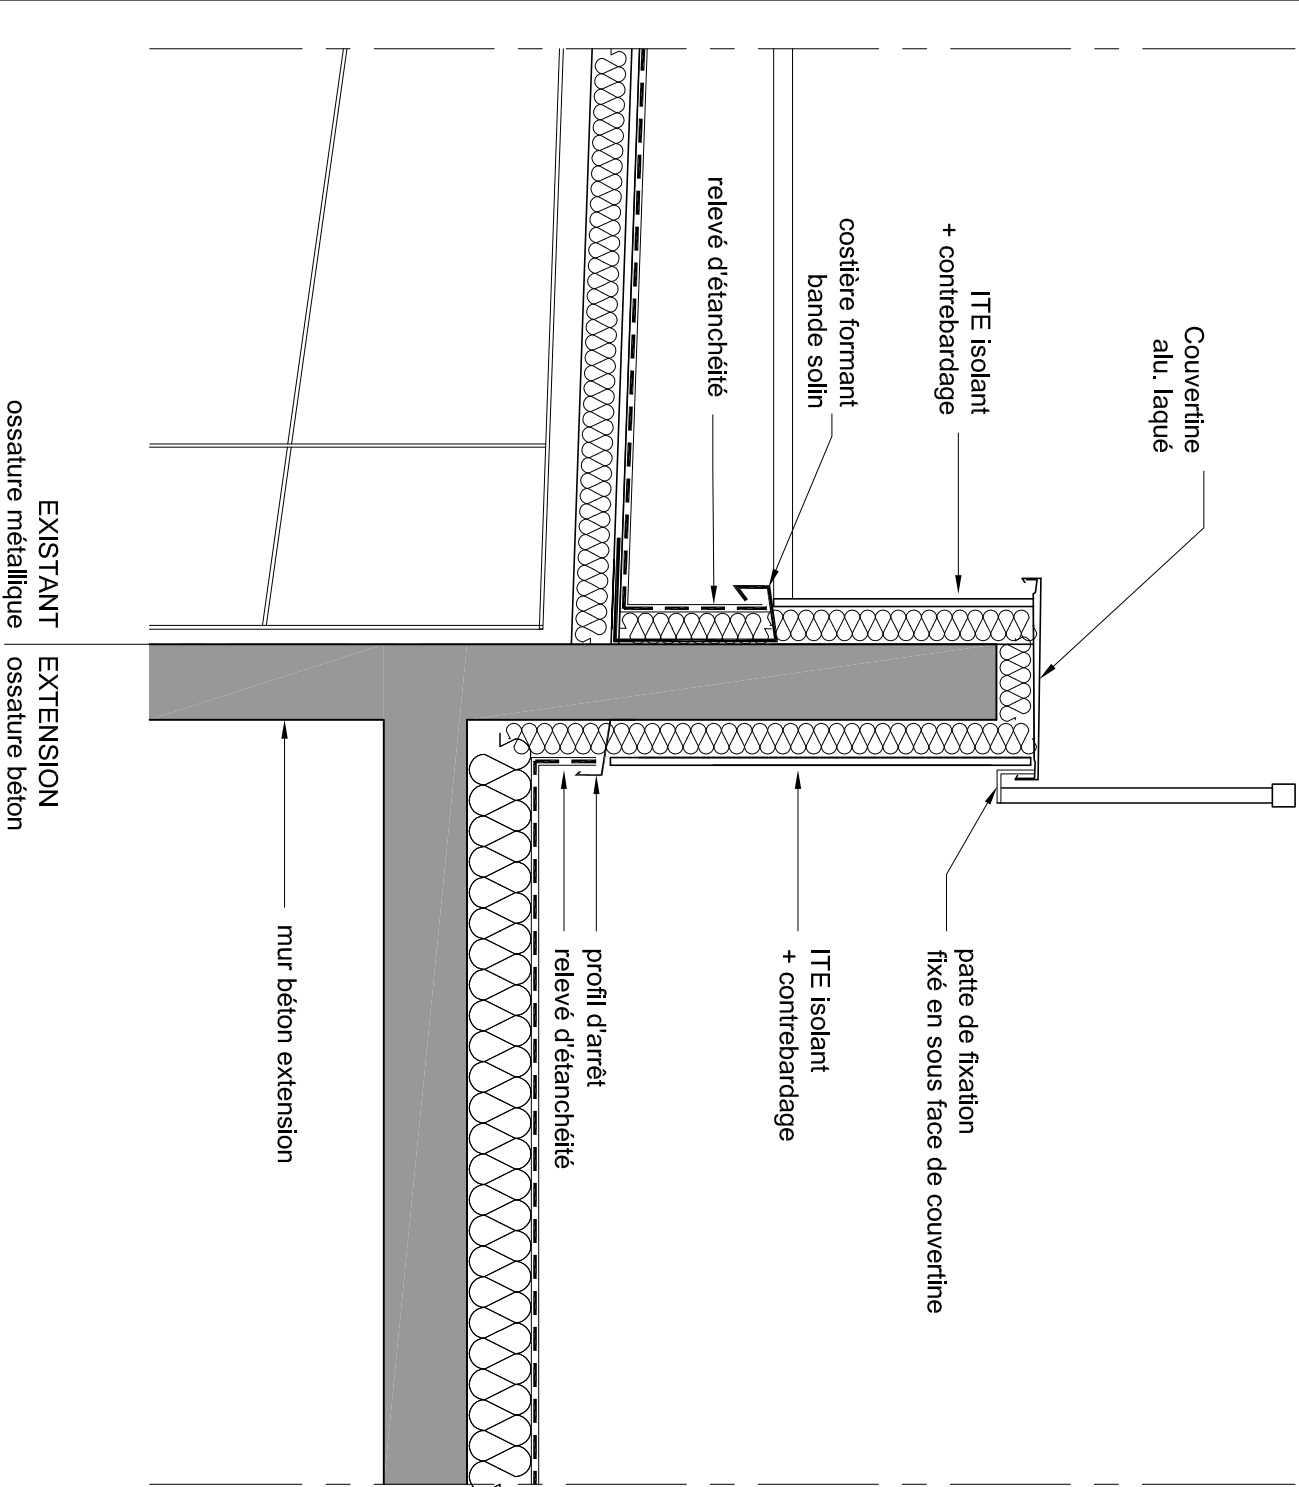 Couvertine
alu. laqué
ITE isolant
+ contrebardage
costière formant
bande solin
relevé d'étanchéité
patte de fixation
fixé en sous face de couvertine
ITE isolant
+ contrebardage
profil d'arrêt
relevé d'étanchéité
mur béton extension
EXISTANT
ossature métallique
EXTENSION
ossature béton